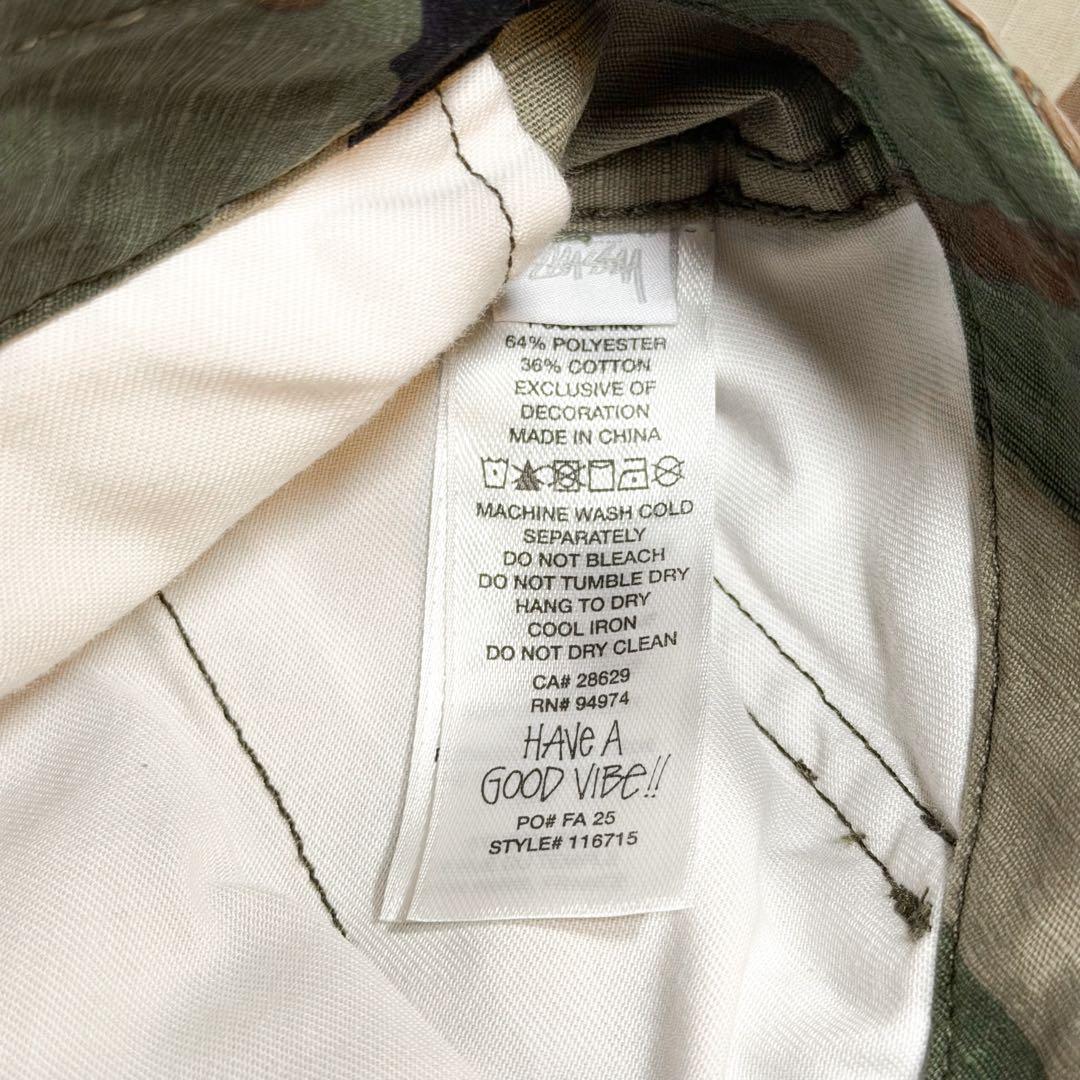 64% POLYESTER
36% COTTON
EXCLUSIVE OF
DECORATION
MADE IN CHINA
MACHINE WASH COLD
SEPARATELY
DO NOT BLEACH
DO NOT TUMBLE DRY
HANG TO DRY
COOL IRON
DO NOT DRY CLEAN
CA# 28629
RN# 94974
HAVE A
GOOD VIBE!!
PO# FA 25
STYLE# 116715